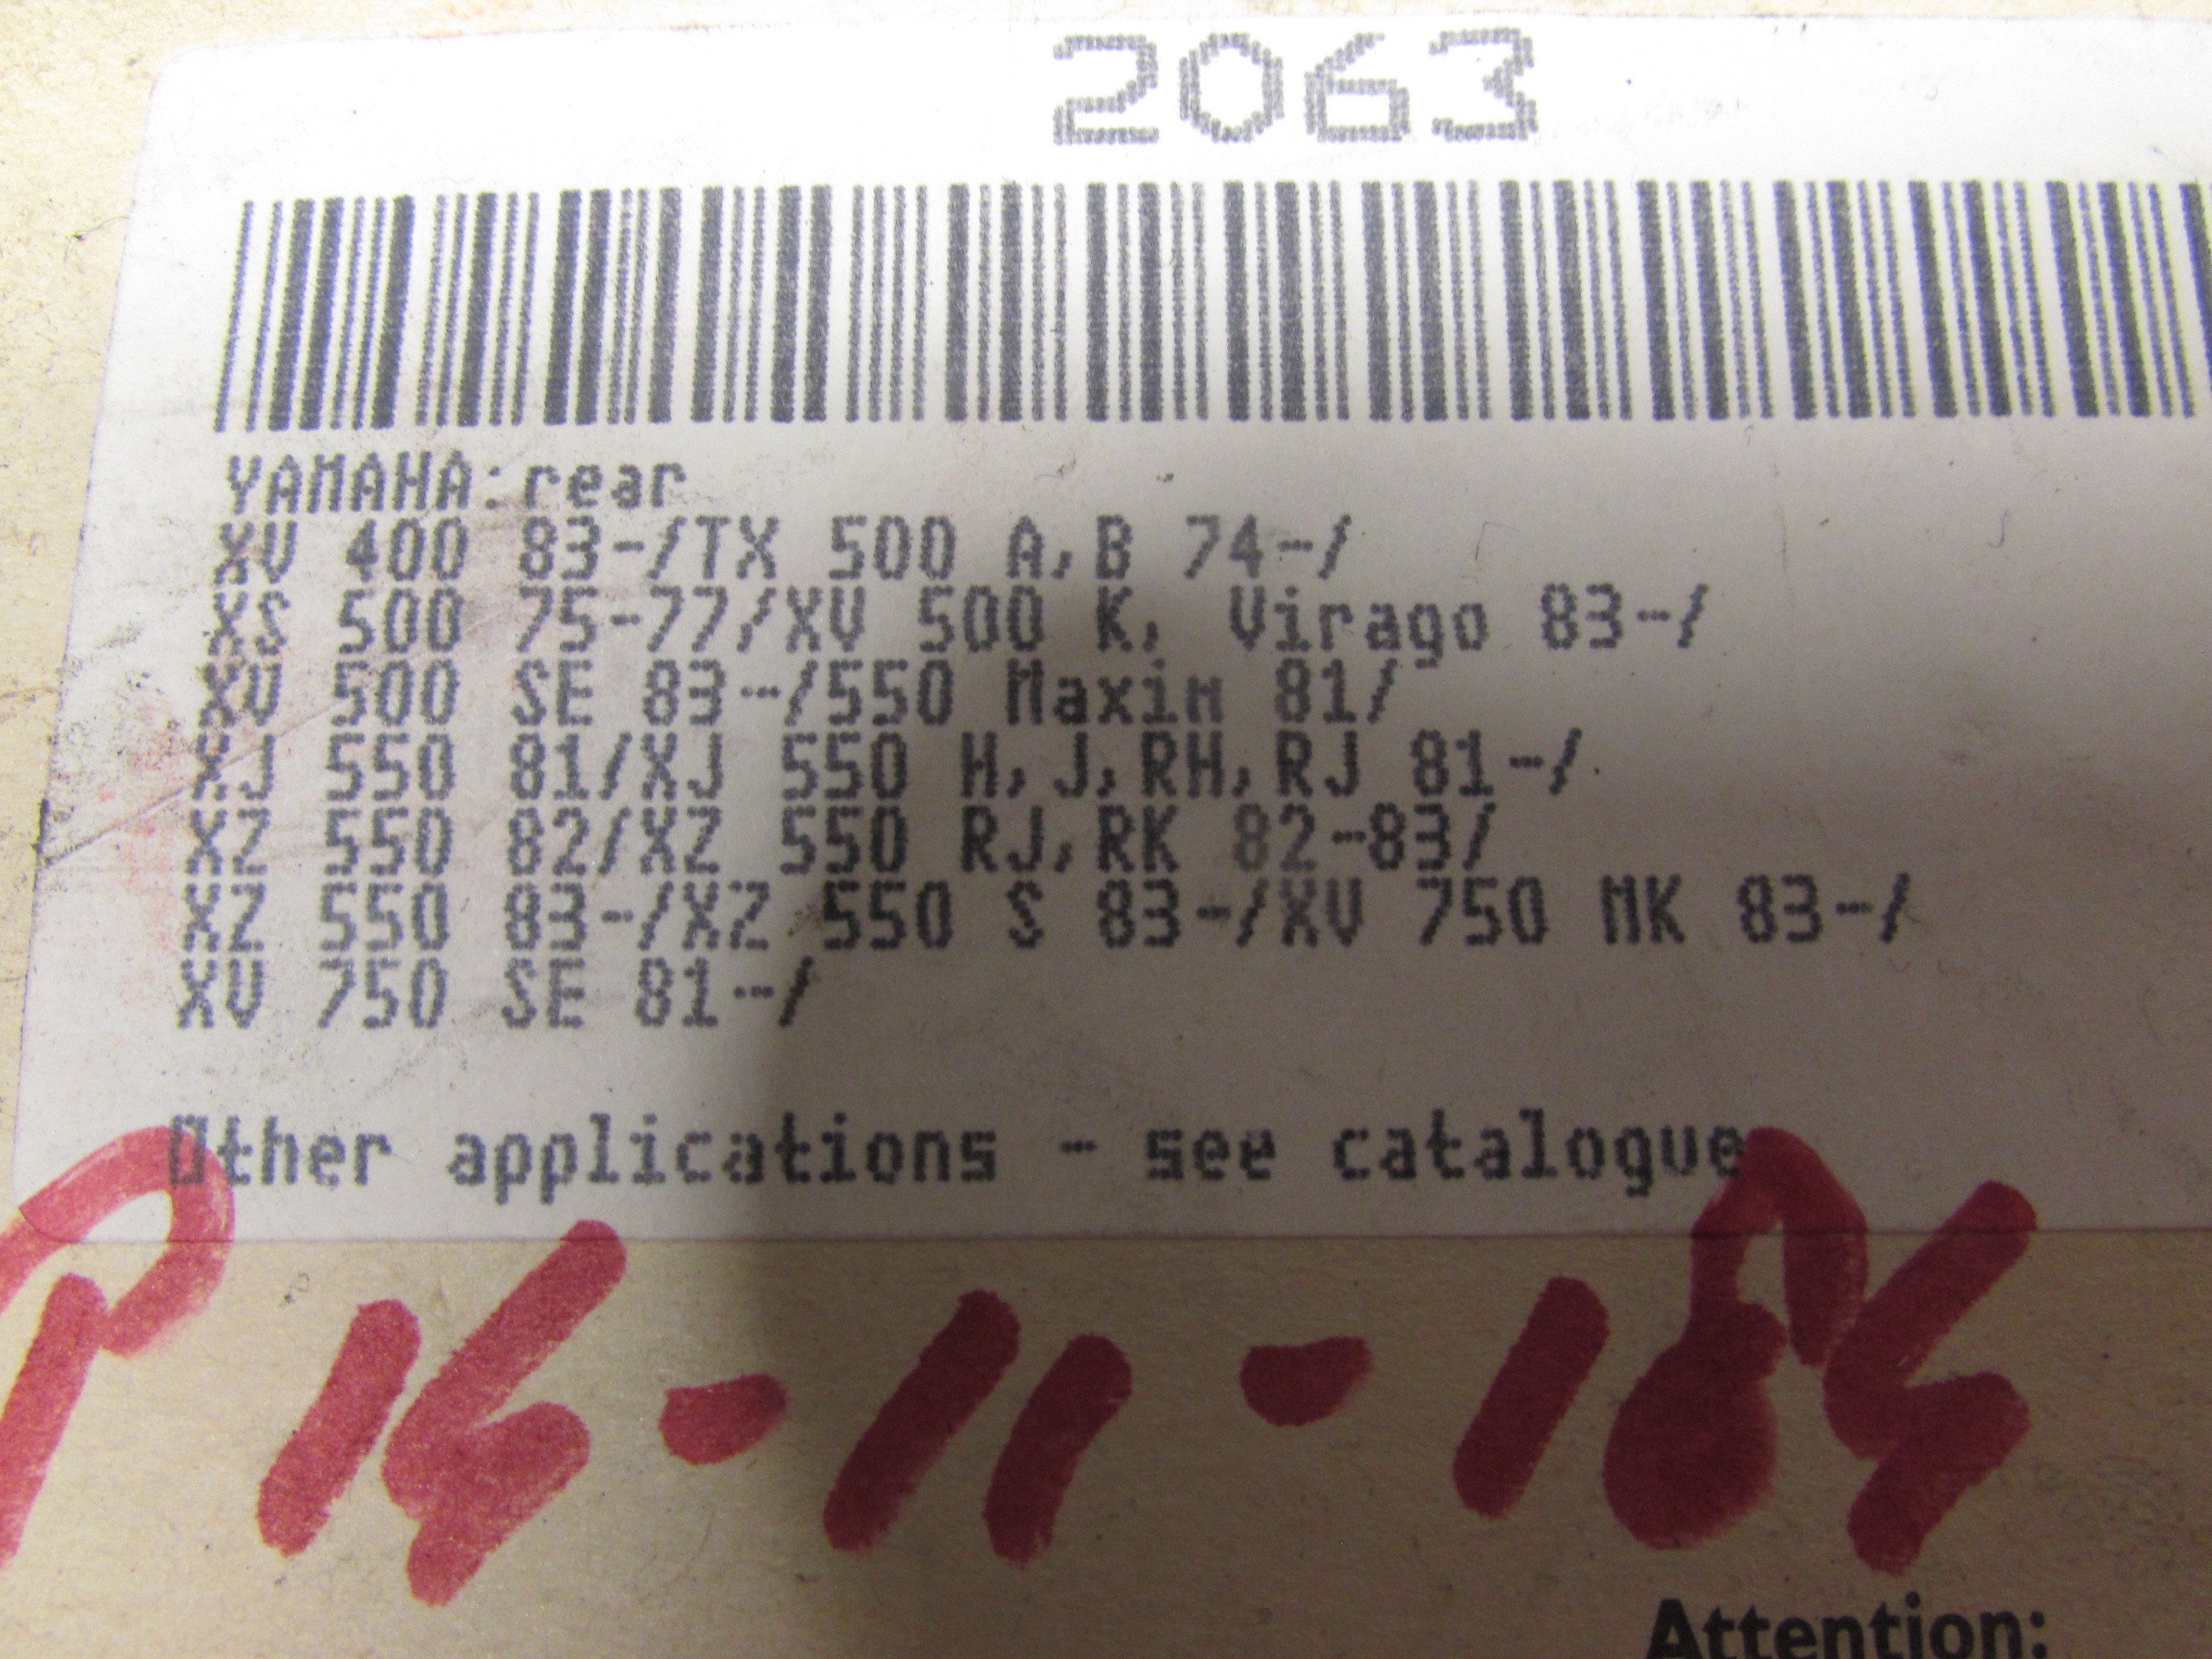 2063
YAMAHA:rear
XV 400 83-/TX 500 A,B 74-/
XS 500 75-77/XV 500 K, Virago 83-/
XV 500 SE 83-/550 Maxim 81/
XJ 550 81/XJ 550 H,J,RH,RJ 81-/
XZ 550 82/XZ 550 RJ,RK 82-83/
XZ 550 83-/XZ 550 S 83-/XV 750 MK 83-/
XV 750 SE 81-/
Other applications - see catalogue
P 14-11-184
Attention: